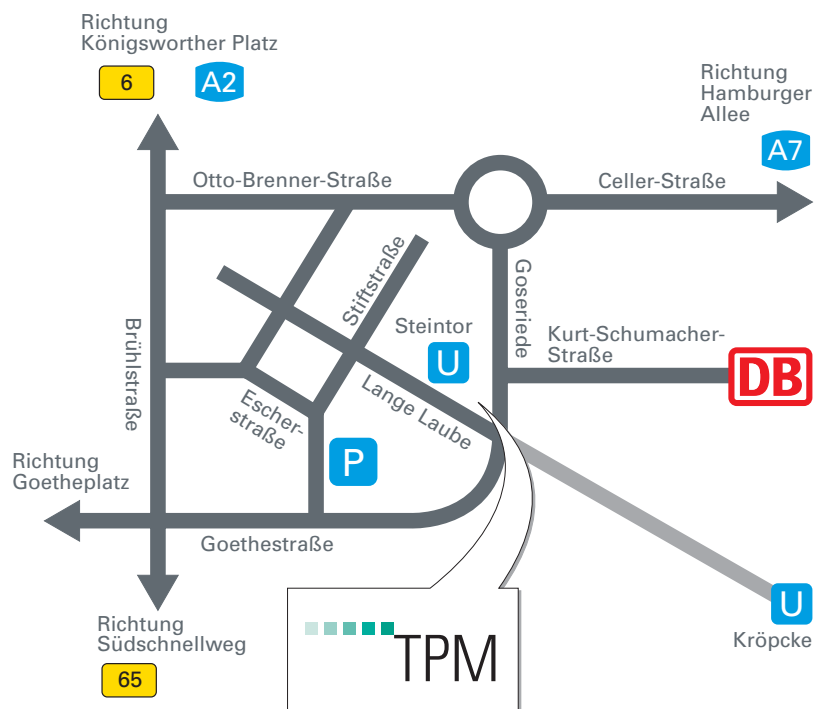 Richtung
Königsworther Platz
6
A2
Richtung
Hamburger
Allee
A7
Otto-Brenner-Straße
Celler-Straße
Stiftstraße
Goseriede
Steintor
U
Kurt-Schumacher-
Straße
DB
Brühlstraße
Lange Laube
Escher-
straße
P
Richtung
Goetheplatz
Goethestraße
U
Kröpcke
Richtung
Südschnellweg
65
TPM